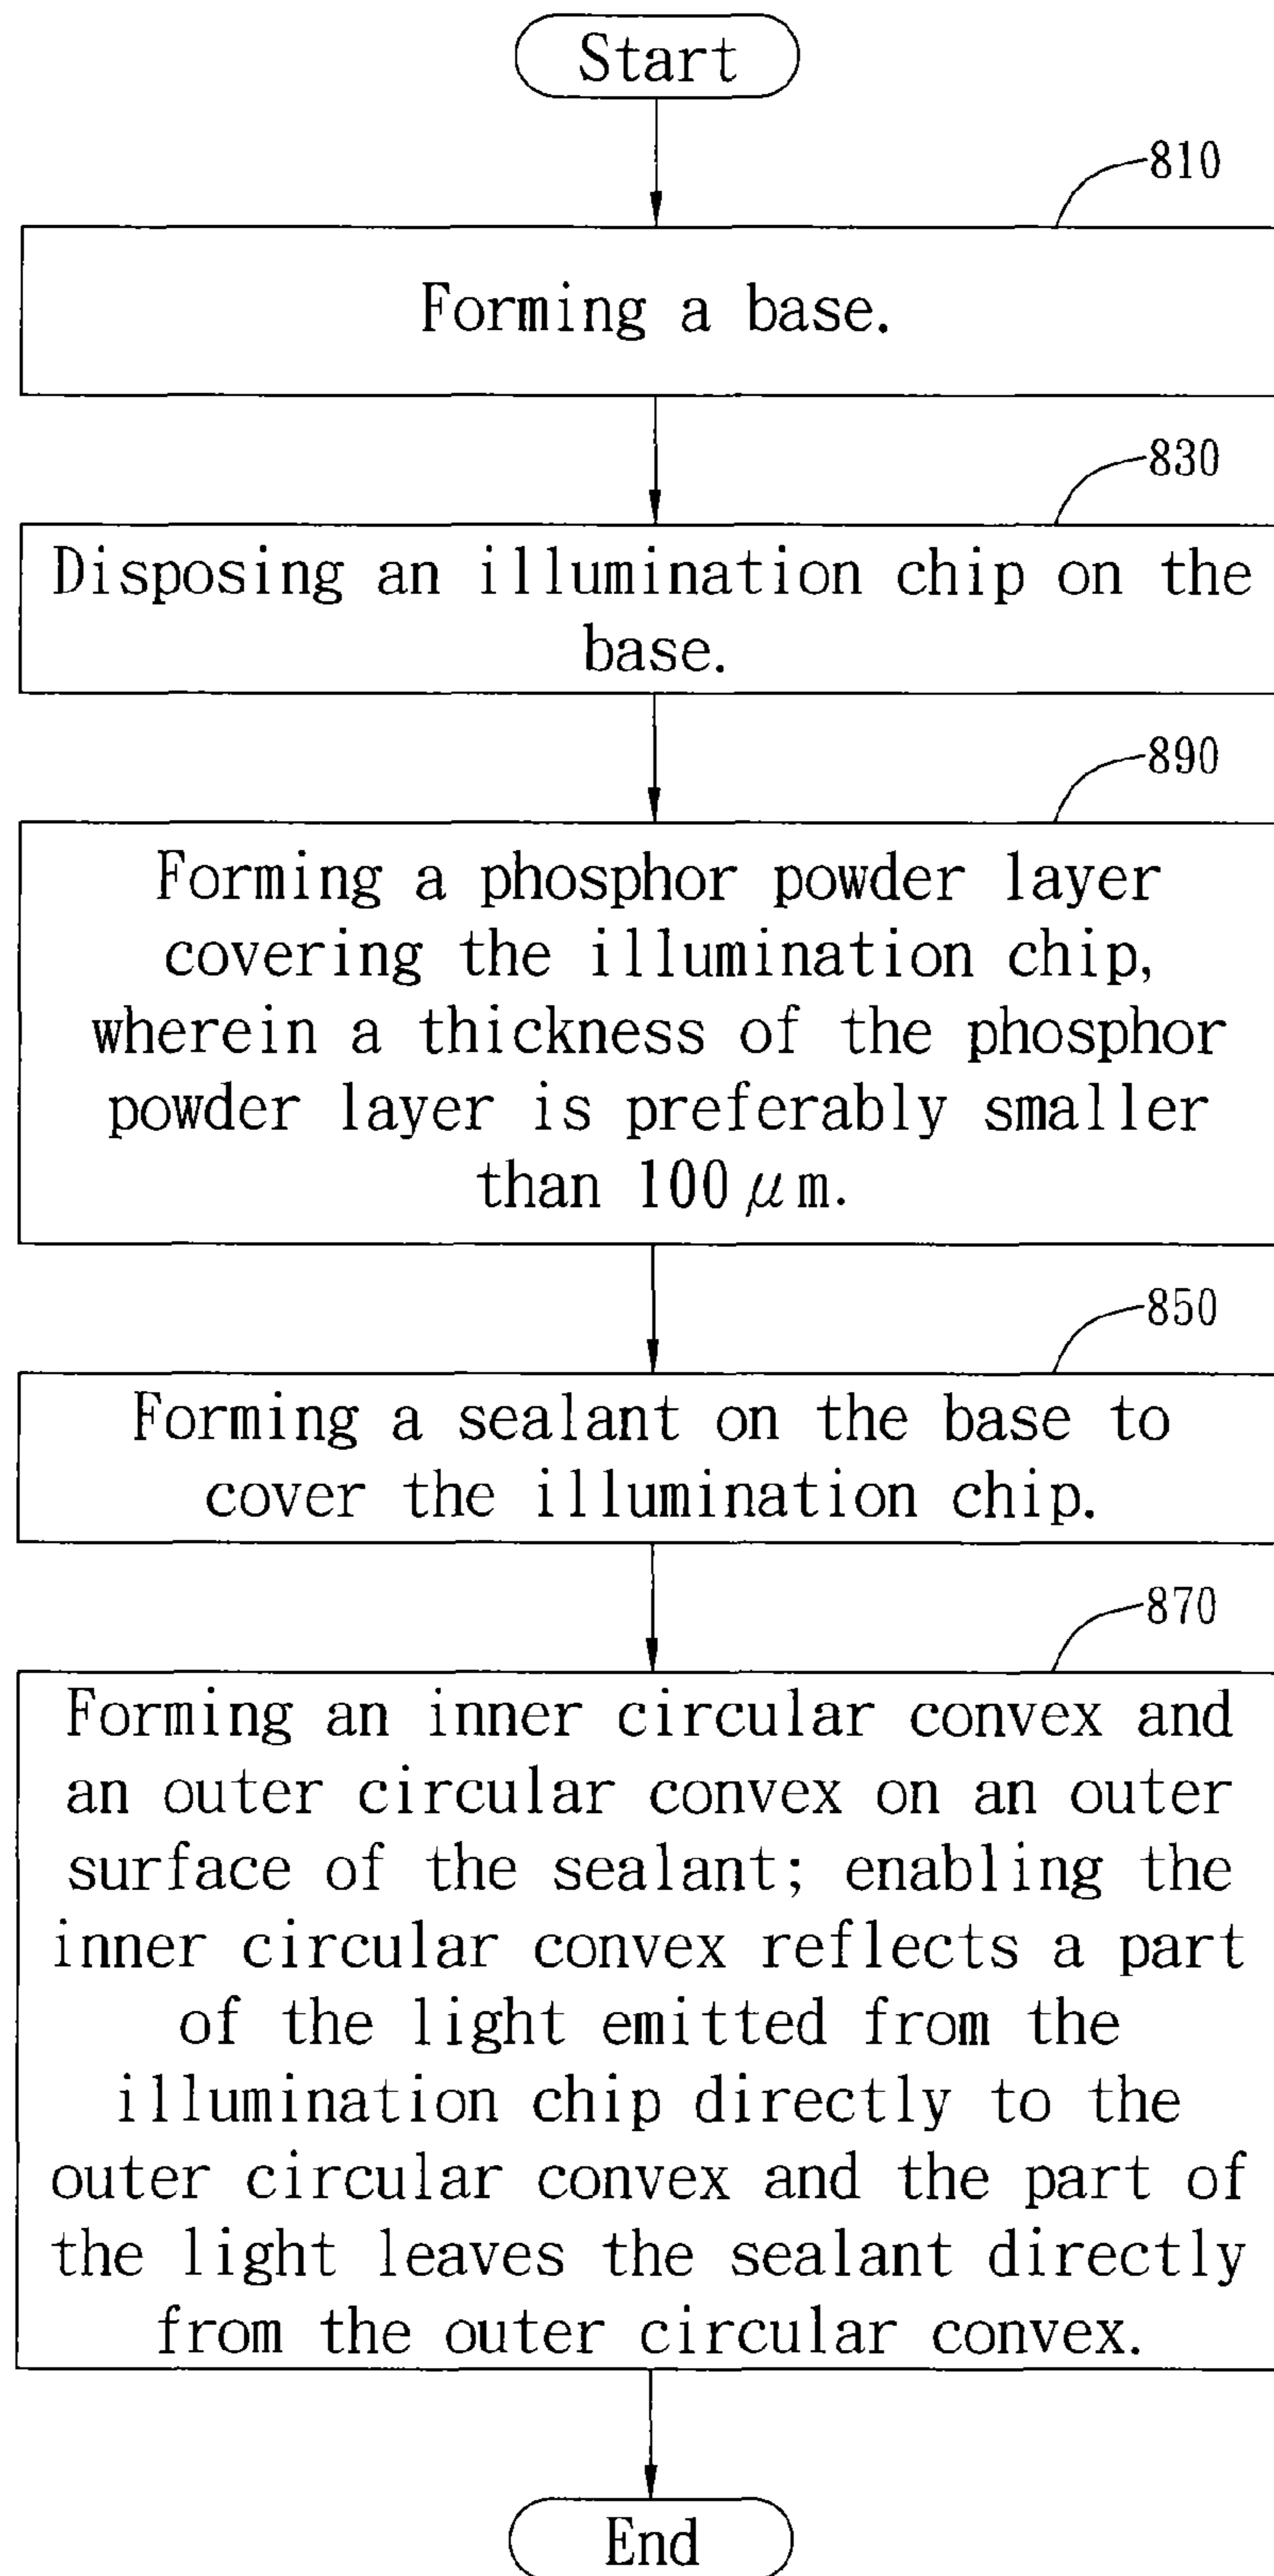 Start
810
Forming a base.
830
Disposing an illumination chip on the
base.
890
Forming a phosphor powder layer
covering the illumination chip,
wherein a thickness of the phosphor
powder layer is preferably smaller
than 100μm.
850
Forming a sealant on the base to
cover the illumination chip.
870
Forming an inner circular convex and
an outer circular convex on an outer
surface of the sealant; enabling the
inner circular convex reflects a part
of the light emitted from the
illumination chip directly to the
outer circular convex and the part of
the light leaves the sealant directly
from the outer circular convex.
End